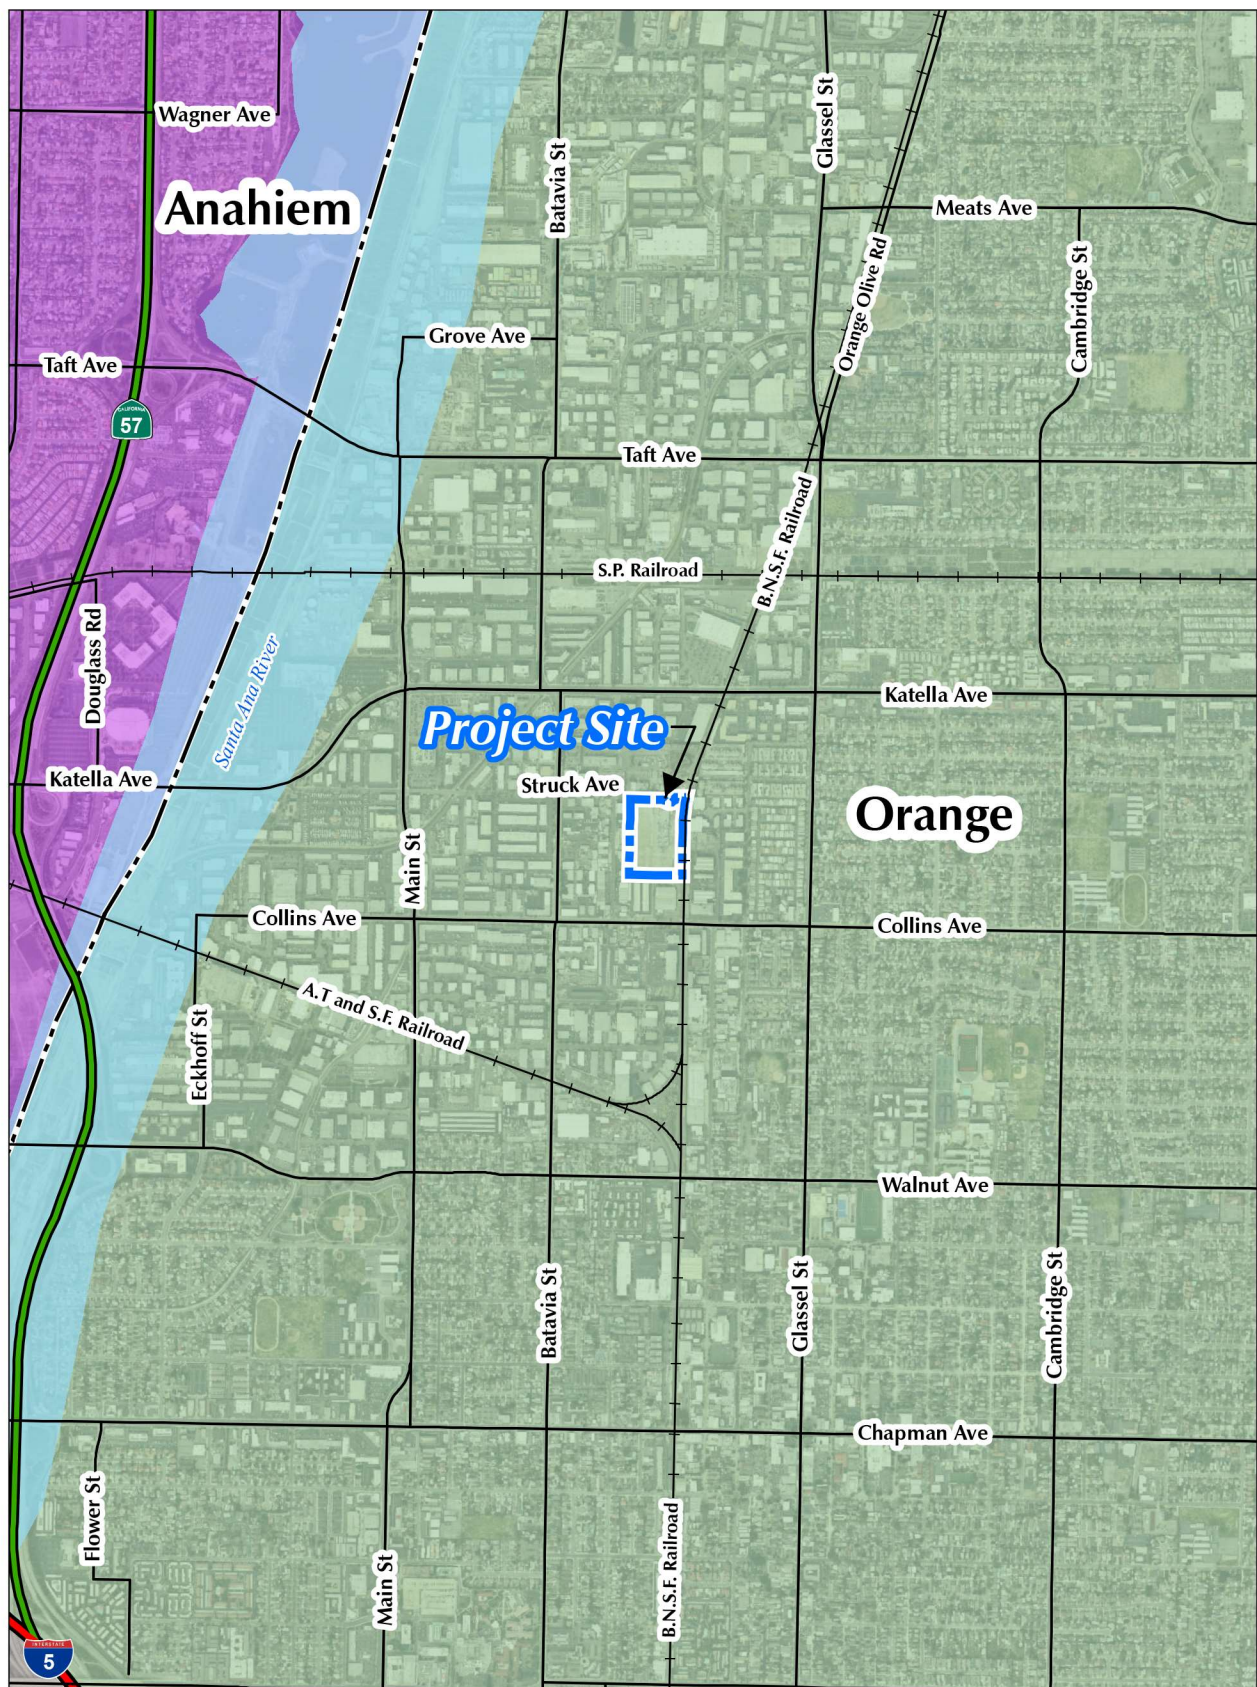 Wagner Ave
Anahiem
Batavia St
Glassel St
Meats Ave
Orange Olive Rd
Cambridge St
Grove Ave
Taft Ave
CALIFORNIA
57
Taft Ave
B.N.S.F. Railroad
S.P. Railroad
Douglass Rd
Santa Ana River
Katella Ave
Project Site
Katella Ave
Struck Ave
Orange
Main St
Collins Ave
Collins Ave
A.T and S.F. Railroad
Eckhoff St
Walnut Ave
Batavia St
Glassel St
Cambridge St
Chapman Ave
Flower St
Main St
B.N.S.F. Railroad
INTERSTATE
5